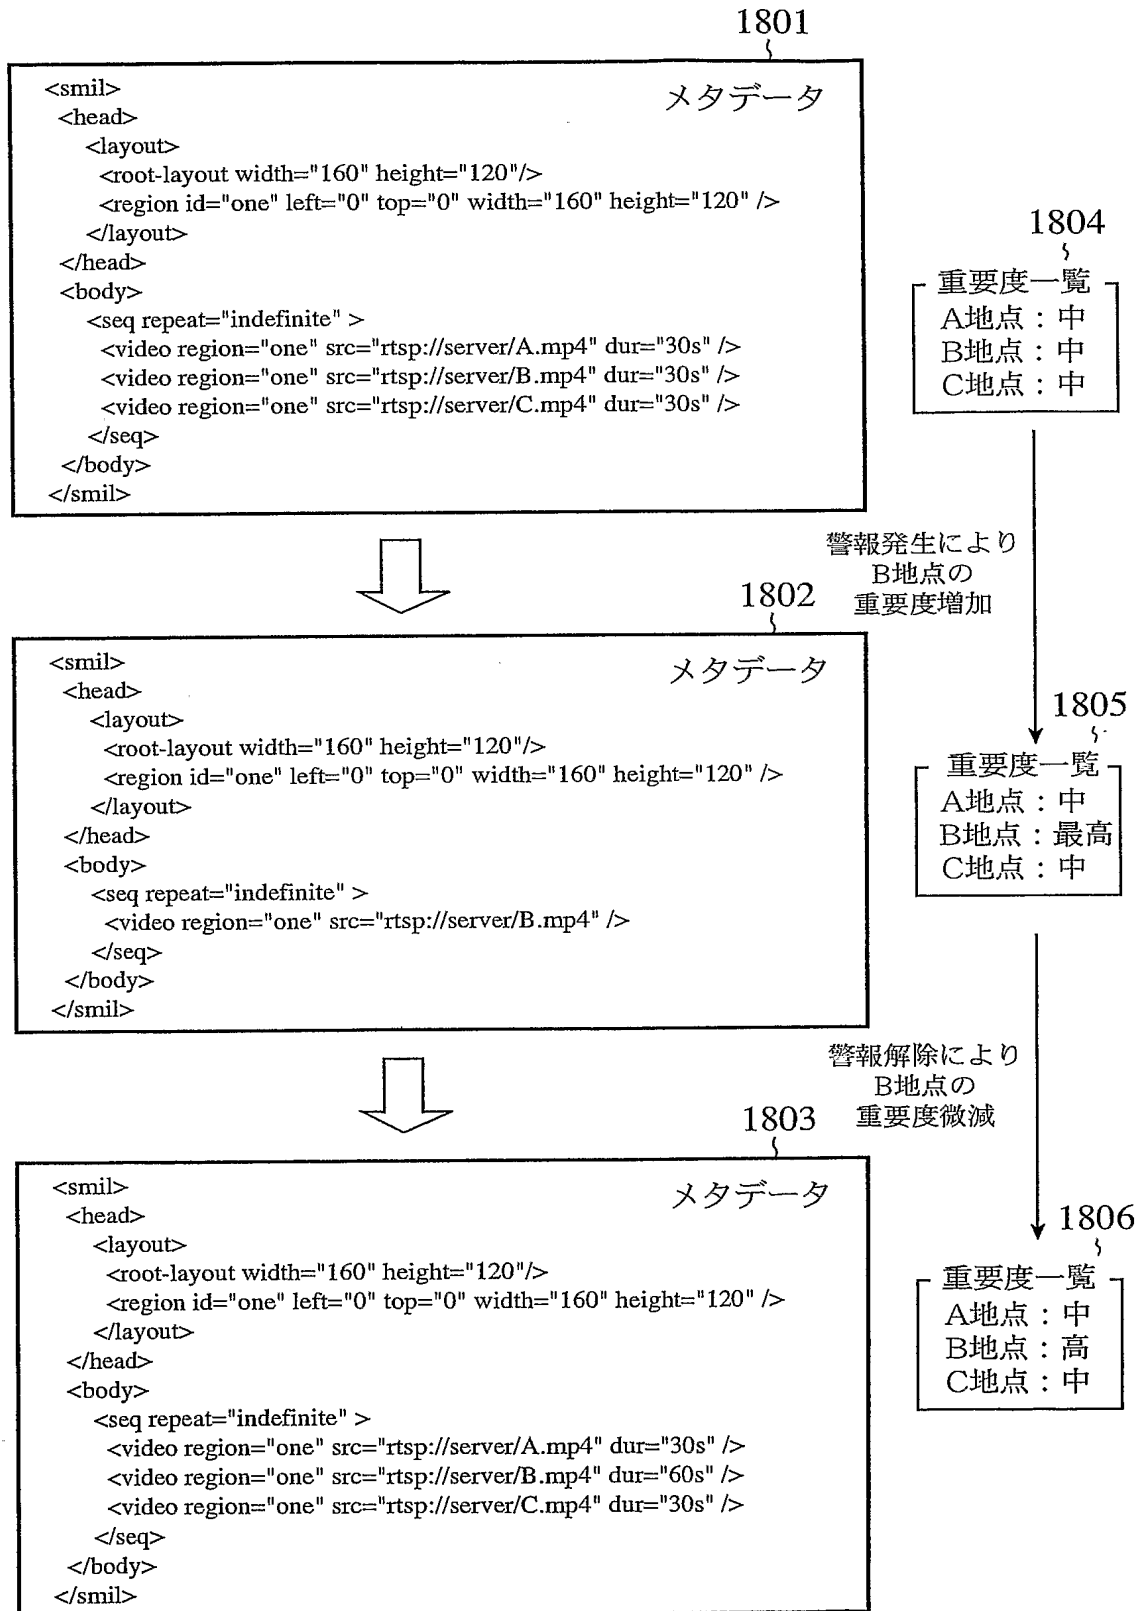 1801
メタデータ
<smil>
<head>
<layout>
<root-layout width="160" height="120"/>
<region id="one" left="0" top="0" width="160" height="120" />
</layout>
</head>
<body>
<seq repeat="indefinite" >
<video region="one" src="rtsp://server/A.mp4" dur="30s" />
<video region="one" src="rtsp://server/B.mp4" dur="30s" />
<video region="one" src="rtsp://server/C.mp4" dur="30s" />
</seq>
</body>
</smil>
1804
重要度一覧
A地点：中
B地点：中
C地点：中
警報発生により
B地点の
重要度増加
1802
メタデータ
<smil>
<head>
<layout>
<root-layout width="160" height="120"/>
<region id="one" left="0" top="0" width="160" height="120" />
</layout>
</head>
<body>
<seq repeat="indefinite" >
<video region="one" src="rtsp://server/B.mp4" />
</seq>
</body>
</smil>
1805
重要度一覧
A地点：中
B地点：最高
C地点：中
警報解除により
B地点の
重要度微減
1803
メタデータ
<smil>
<head>
<layout>
<root-layout width="160" height="120"/>
<region id="one" left="0" top="0" width="160" height="120" />
</layout>
</head>
<body>
<seq repeat="indefinite" >
<video region="one" src="rtsp://server/A.mp4" dur="30s" />
<video region="one" src="rtsp://server/B.mp4" dur="60s" />
<video region="one" src="rtsp://server/C.mp4" dur="30s" />
</seq>
</body>
</smil>
1806
重要度一覧
A地点：中
B地点：高
C地点：中